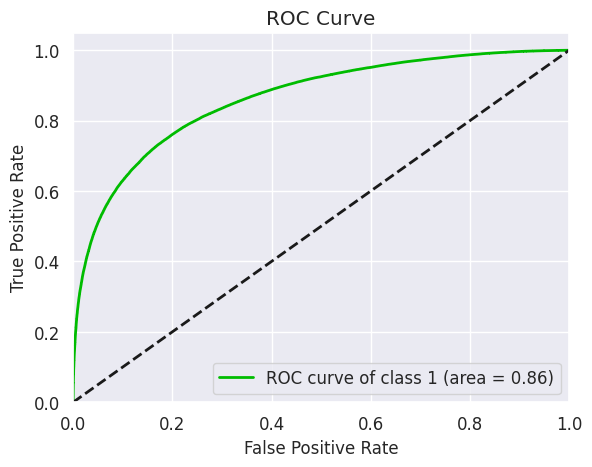 ROC Curve
True Positive Rate
1.0
0.8
0.6
0.4
0.2
0.0
ROC curve of class 1 (area = 0.86)
0.0 0.2 0.4 0.6 0.8 1.0
False Positive Rate